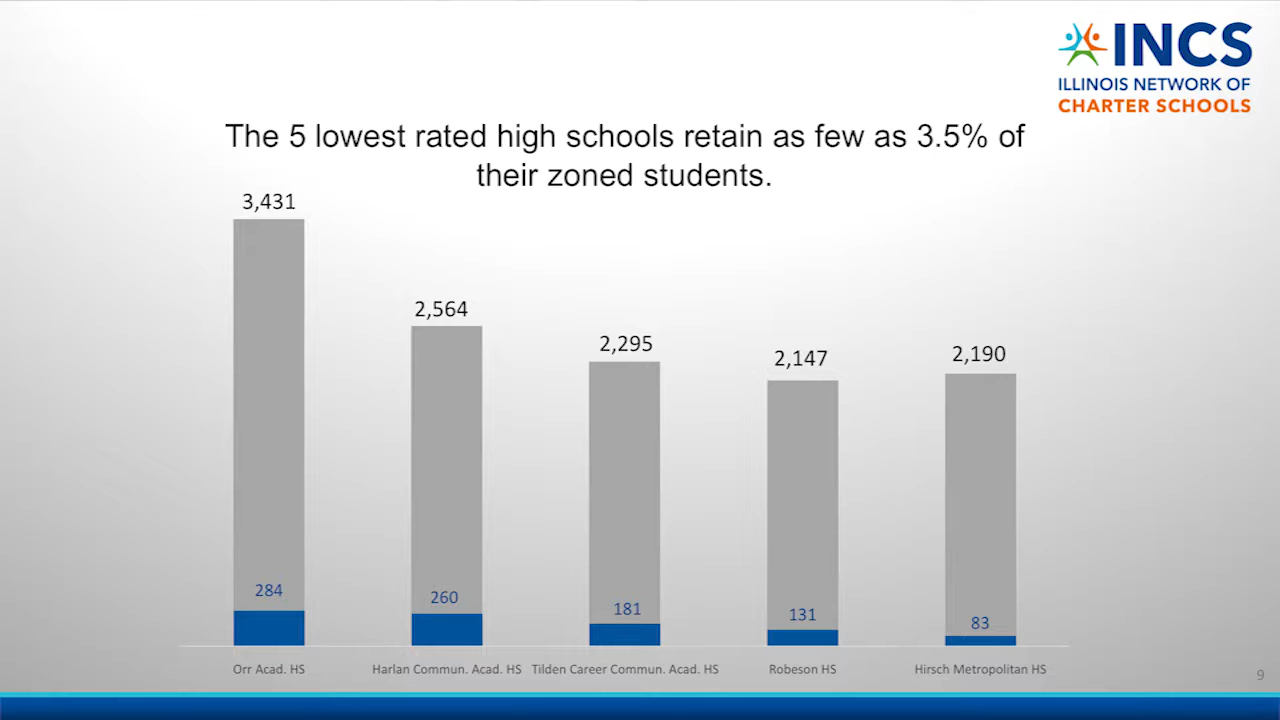 INCS
ILLINOIS NETWORK OF
CHARTER SCHOOLS
The 5 lowest rated high schools retain as few as 3.5% of
their zoned students.
3,431
2,564
2,295
2,147
2,190
284
260
181
131
83
Orr Acad. HS
Harlan Commun. Acad. HS
Tilden Career Commun. Acad. HS
Robeson HS
Hirsch Metropolitan HS
9